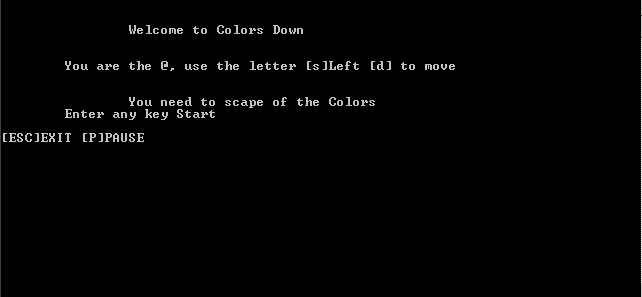 Welcome to Colors Down
You are the @, use the letter [s]Left [d] to move
You need to scape of the Colors
Enter any key Start
[ESC]EXIT [P]PAUSE